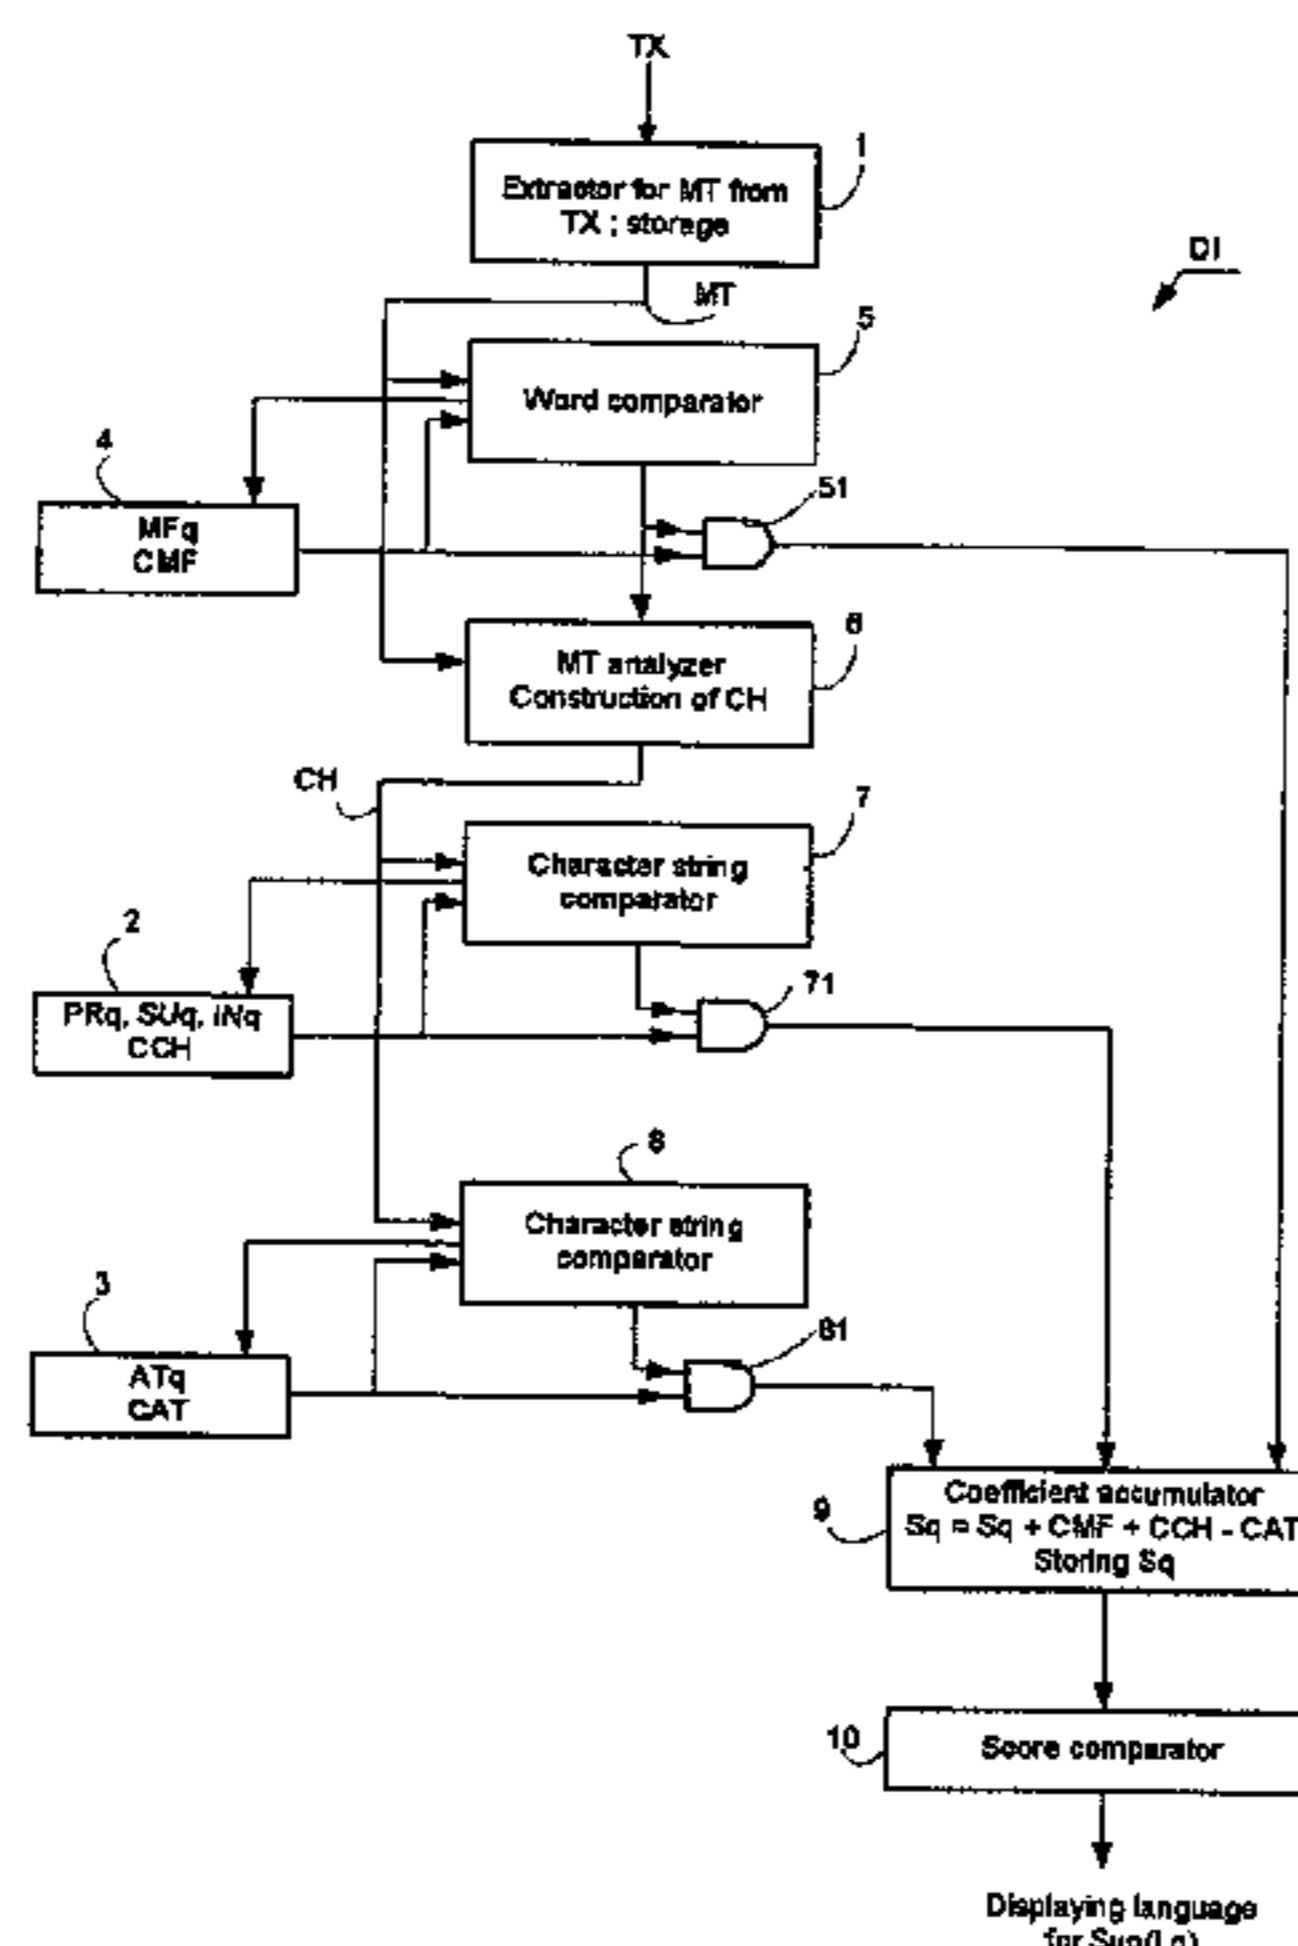 TX
1
Extractor for MT from
TX ; storage
DI
MT
5
Word comparator
4
MFq
CMF
51
6
MT analyzer
Construction of CH
CH
7
Character string
comparator
2
PRq, SUq, INq
CCH
71
8
Character string
comparator
3
ATq
CAT
81
9
Coefficient accumulator
Sq = Sq + CMF + CCH - CAT
Storing Sq
10
Score comparator
Displaying language
for Sup(Lq)